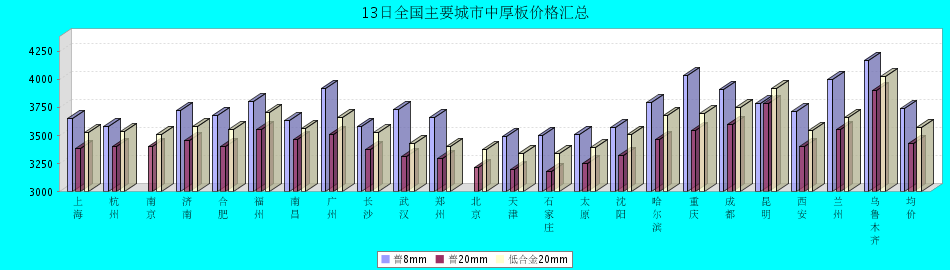 13日全国主要城市中厚板价格汇总
4250
4000
3750
3500
3250
3000
上海
杭州
南京
济南
合肥
福州
南昌
广州
长沙
武汉
郑州
北京
天津
石家庄
太原
沈阳
哈尔滨
重庆
成都
昆明
西安
兰州
乌鲁木齐
均价
普8mm 普20mm 低合金20mm